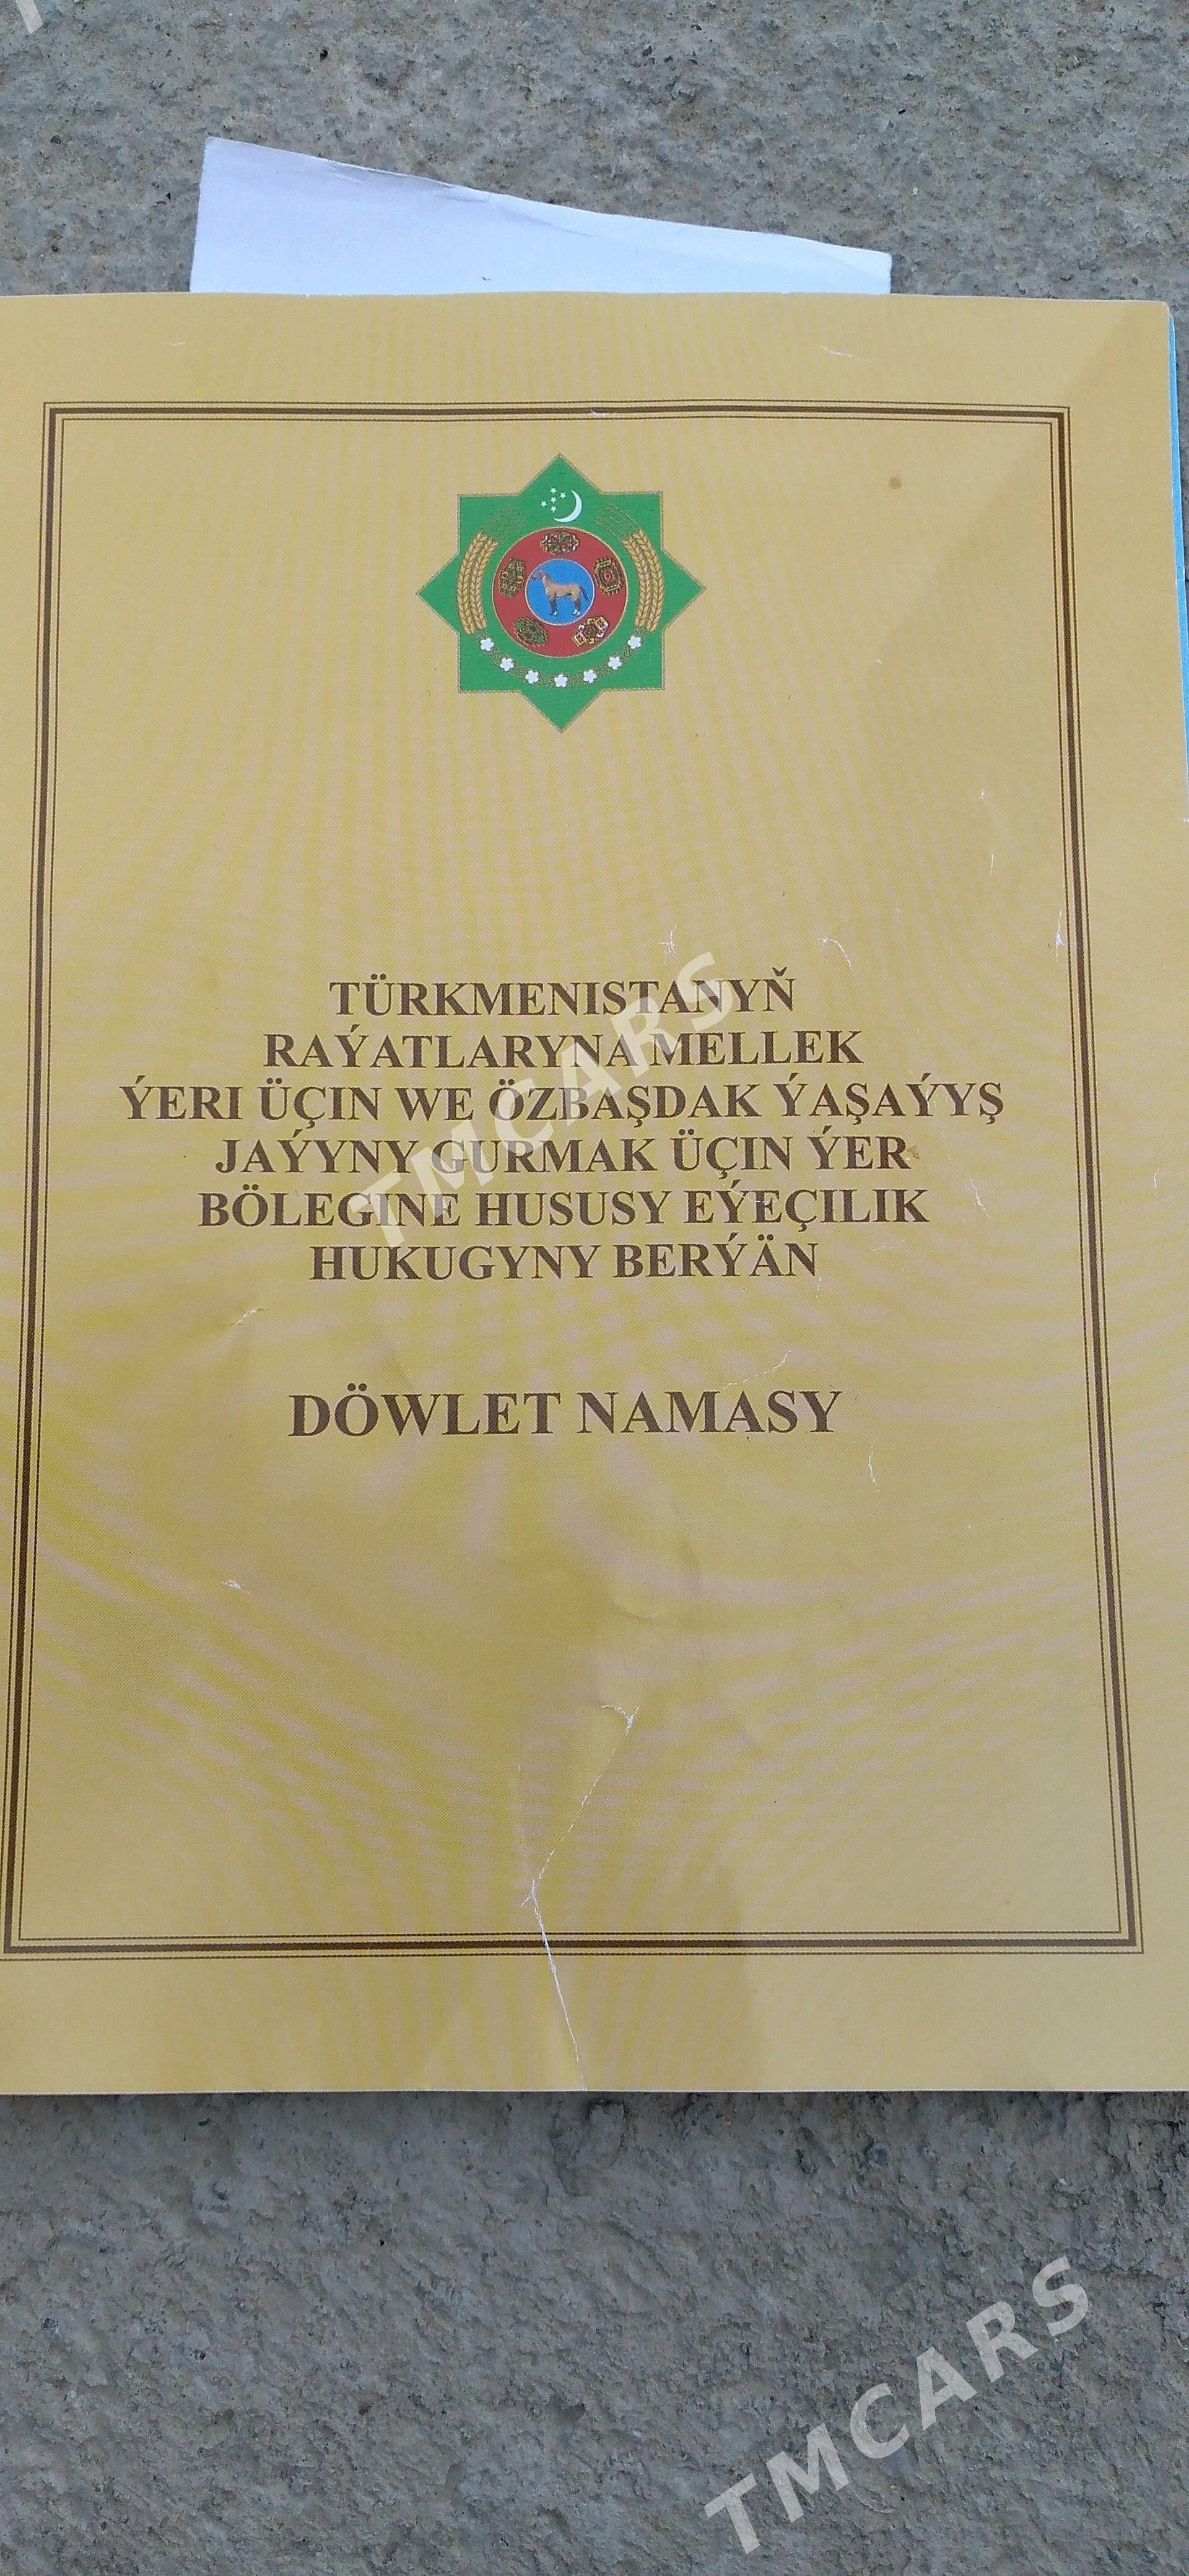 TÜRKMENISTANYŇ
RAÝATLARYNA MELLEK
ÝERI ÜÇIN WE ÖZBAŞDAK ÝAŞAÝYŞ
JAÝYNY GURMAK ÜÇIN ÝER
BÖLEGINE HUSUSY EÝEÇILIK
HUKUGYNY BERÝÄN
DÖWLET NAMASY
TMCARS
TMCARS